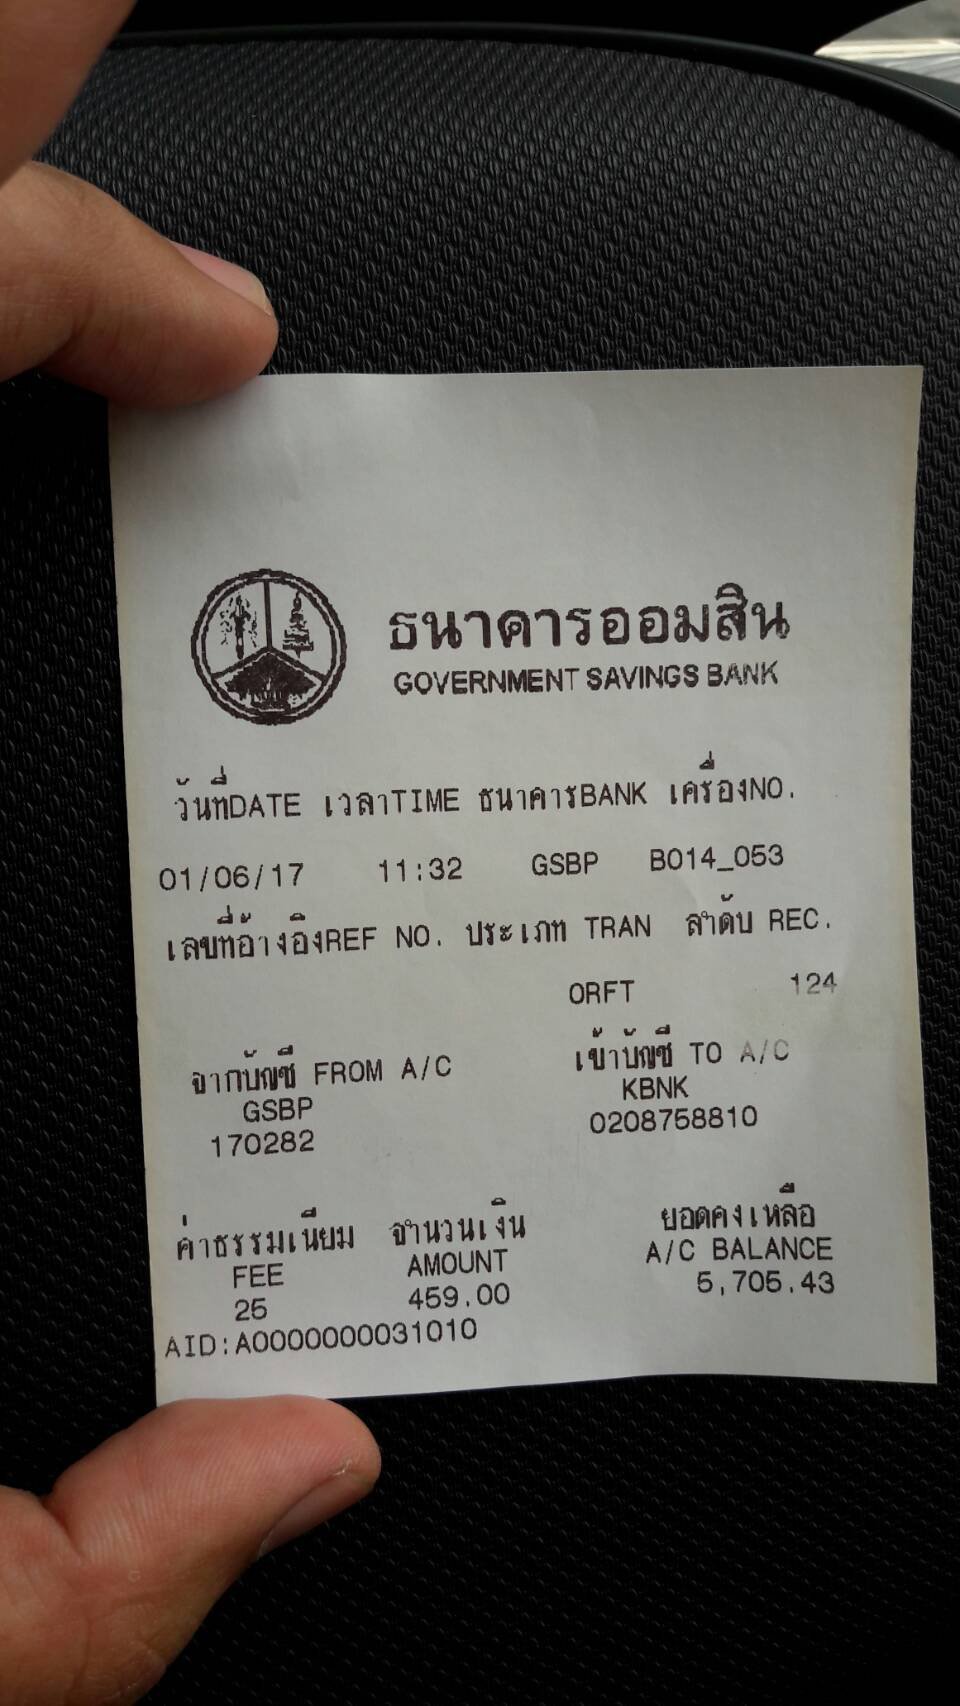 ธนาคารออมสิน
GOVERNMENT SAVINGS BANK
วันที่DATE เวลาTIME ธนาคารBANK เครื่องNO.
01/06/17 11:32 GSBP B014_053
เลขที่อ้างอิงREF NO. ประเภท TRAN ลำดับ REC.
ORFT 124
จากบัญชี FROM A/C เข้าบัญชี TO A/C
GSBP KBNK
170282 0208758810
ค่าธรรมเนียม จำนวนเงิน ยอดคงเหลือ
FEE AMOUNT A/C BALANCE
25 459.00 5,705.43
AID:A0000000031010